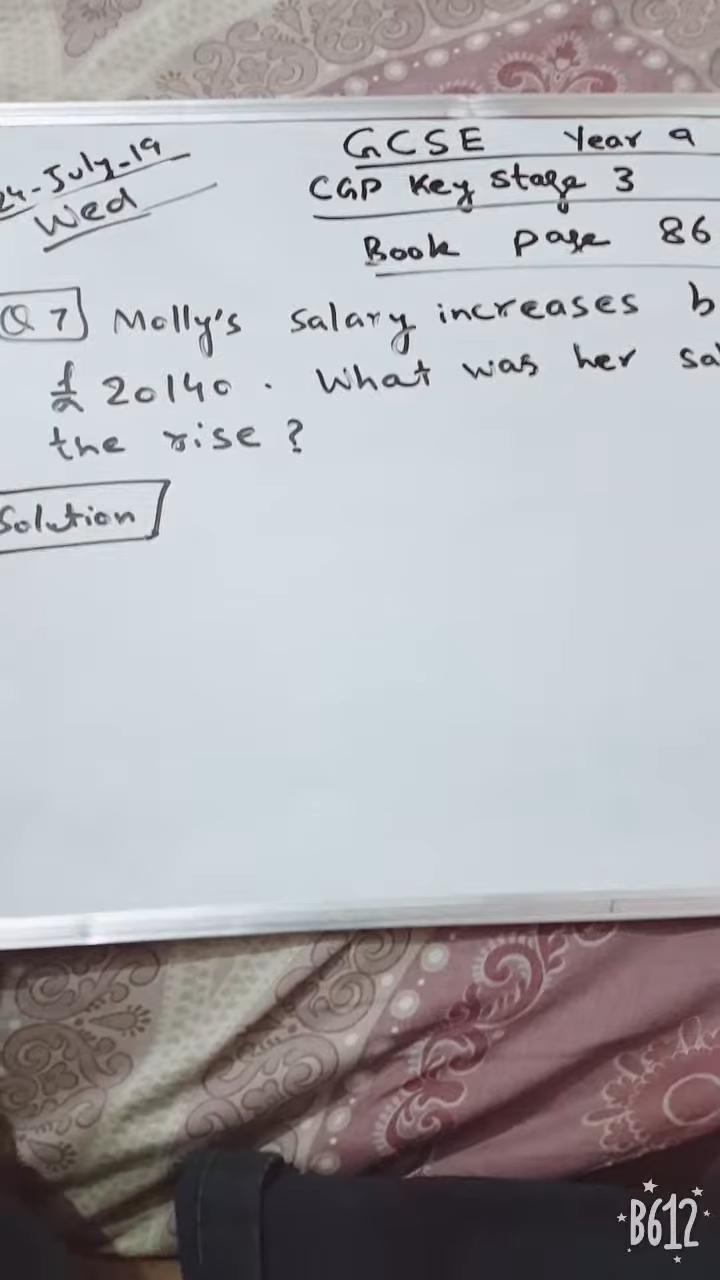 24-July-19
Wed
GCSE Year 9
CGP Key Stage 3
Book page 86
Q 7 Molly's salary increases b
£ 20140. What was her sal
the rise?
Solution
B612